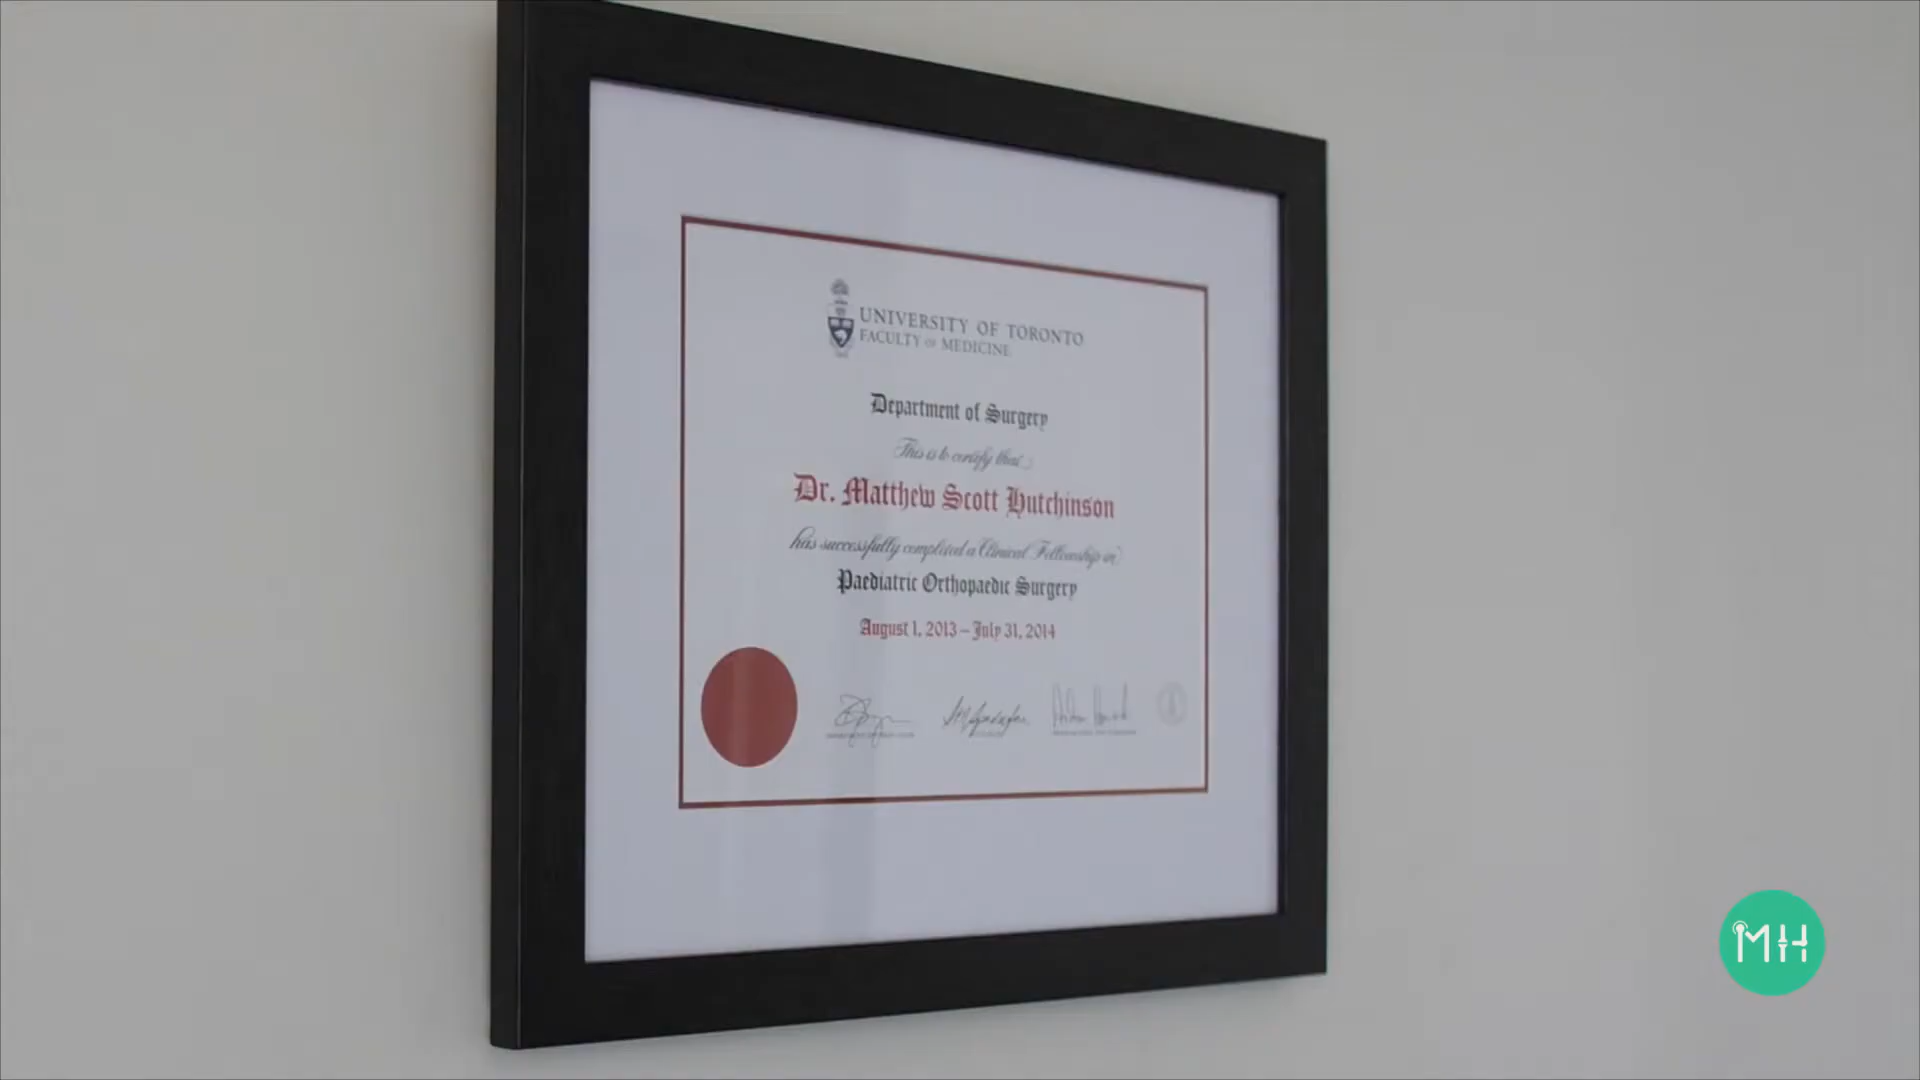 UNIVERSITY OF TORONTO
FACULTY OF MEDICINE
Department of Surgery
This is to certify that
Dr. Matthew Scott Hutchinson
has successfully completed a Clinical Fellowship in
Paediatric Orthopaedic Surgery
August 1, 2013 – July 31, 2014
MH